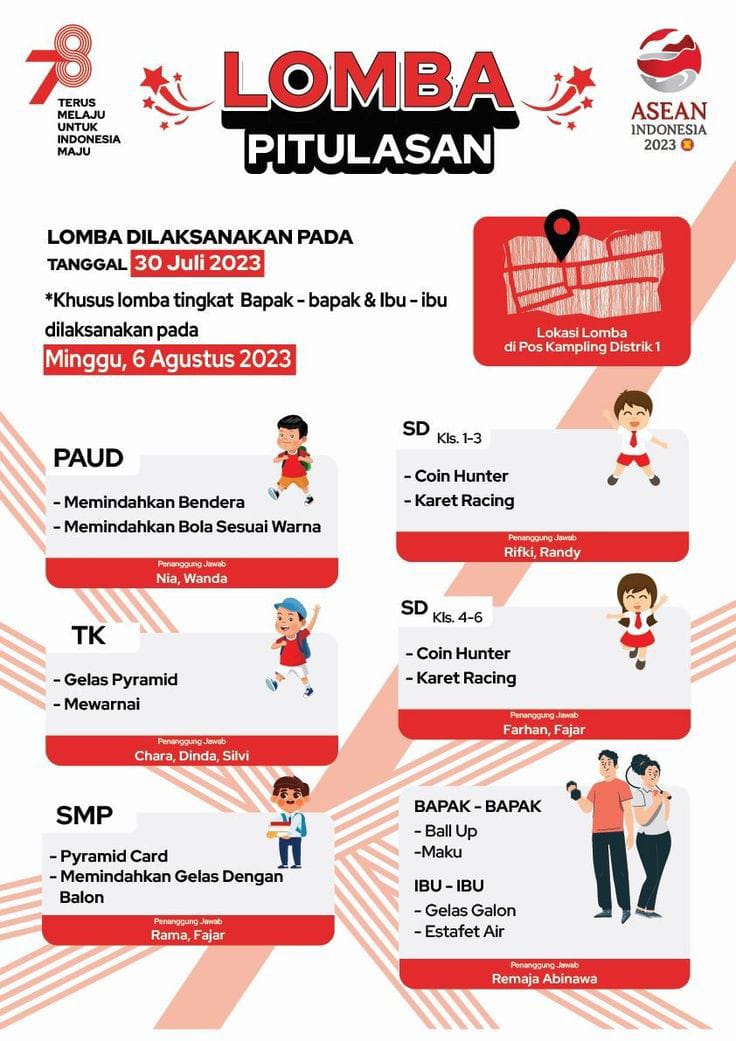 78
TERUS
MELAJU
UNTUK
INDONESIA
MAJU
LOMBA
PITULASAN
ASEAN
INDONESIA
2023
LOMBA DILAKSANAKAN PADA
TANGGAL 30 Juli 2023
*Khusus lomba tingkat Bapak - bapak & Ibu - ibu
dilaksanakan pada
Minggu, 6 Agustus 2023
Lokasi Lomba
di Pos Kampling Distrik 1
PAUD
- Memindahkan Bendera
- Memindahkan Bola Sesuai Warna
Penanggung Jawab
Nia, Wanda
SD Kls. 1-3
- Coin Hunter
- Karet Racing
Penanggung Jawab
Rifki, Randy
TK
- Gelas Pyramid
- Mewarnai
Penanggung Jawab
Chara, Dinda, Silvi
SD Kls. 4-6
- Coin Hunter
- Karet Racing
Penanggung Jawab
Farhan, Fajar
SMP
- Pyramid Card
- Memindahkan Gelas Dengan
Balon
Penanggung Jawab
Rama, Fajar
BAPAK - BAPAK
- Ball Up
-Maku
IBU - IBU
- Gelas Galon
- Estafet Air
Penanggung Jawab
Remaja Abinawa